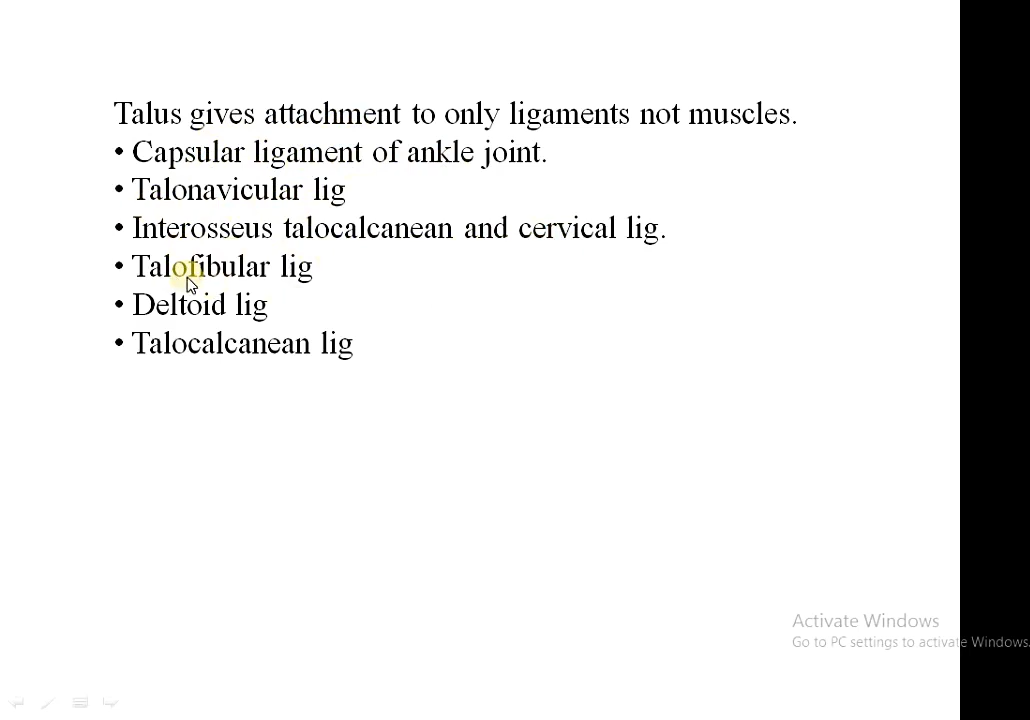 Talus gives attachment to only ligaments not muscles.
• Capsular ligament of ankle joint.
• Talonavicular lig
• Interosseus talocalcanean and cervical lig.
• Talofibular lig
• Deltoid lig
• Talocalcanean lig
Activate Windows
Go to PC settings to activate Windows.